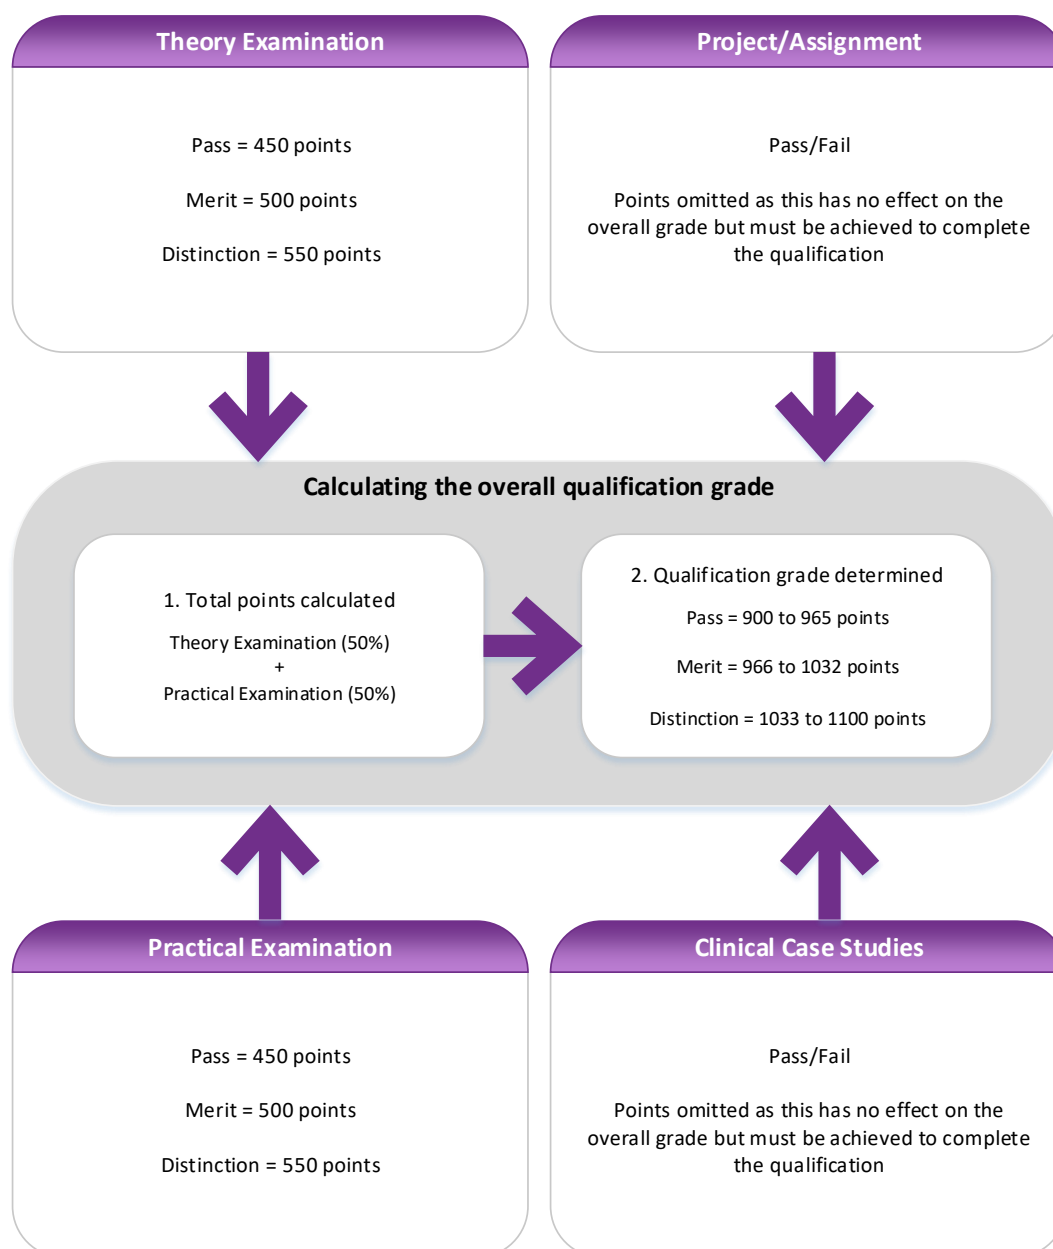 Theory Examination
Pass = 450 points
Merit = 500 points
Distinction = 550 points
Project/Assignment
Pass/Fail
Points omitted as this has no effect on the
overall grade but must be achieved to complete
the qualification
Calculating the overall qualification grade
1. Total points calculated
Theory Examination (50%)
+
Practical Examination (50%)
2. Qualification grade determined
Pass = 900 to 965 points
Merit = 966 to 1032 points
Distinction = 1033 to 1100 points
Practical Examination
Pass = 450 points
Merit = 500 points
Distinction = 550 points
Clinical Case Studies
Pass/Fail
Points omitted as this has no effect on the
overall grade but must be achieved to complete
the qualification